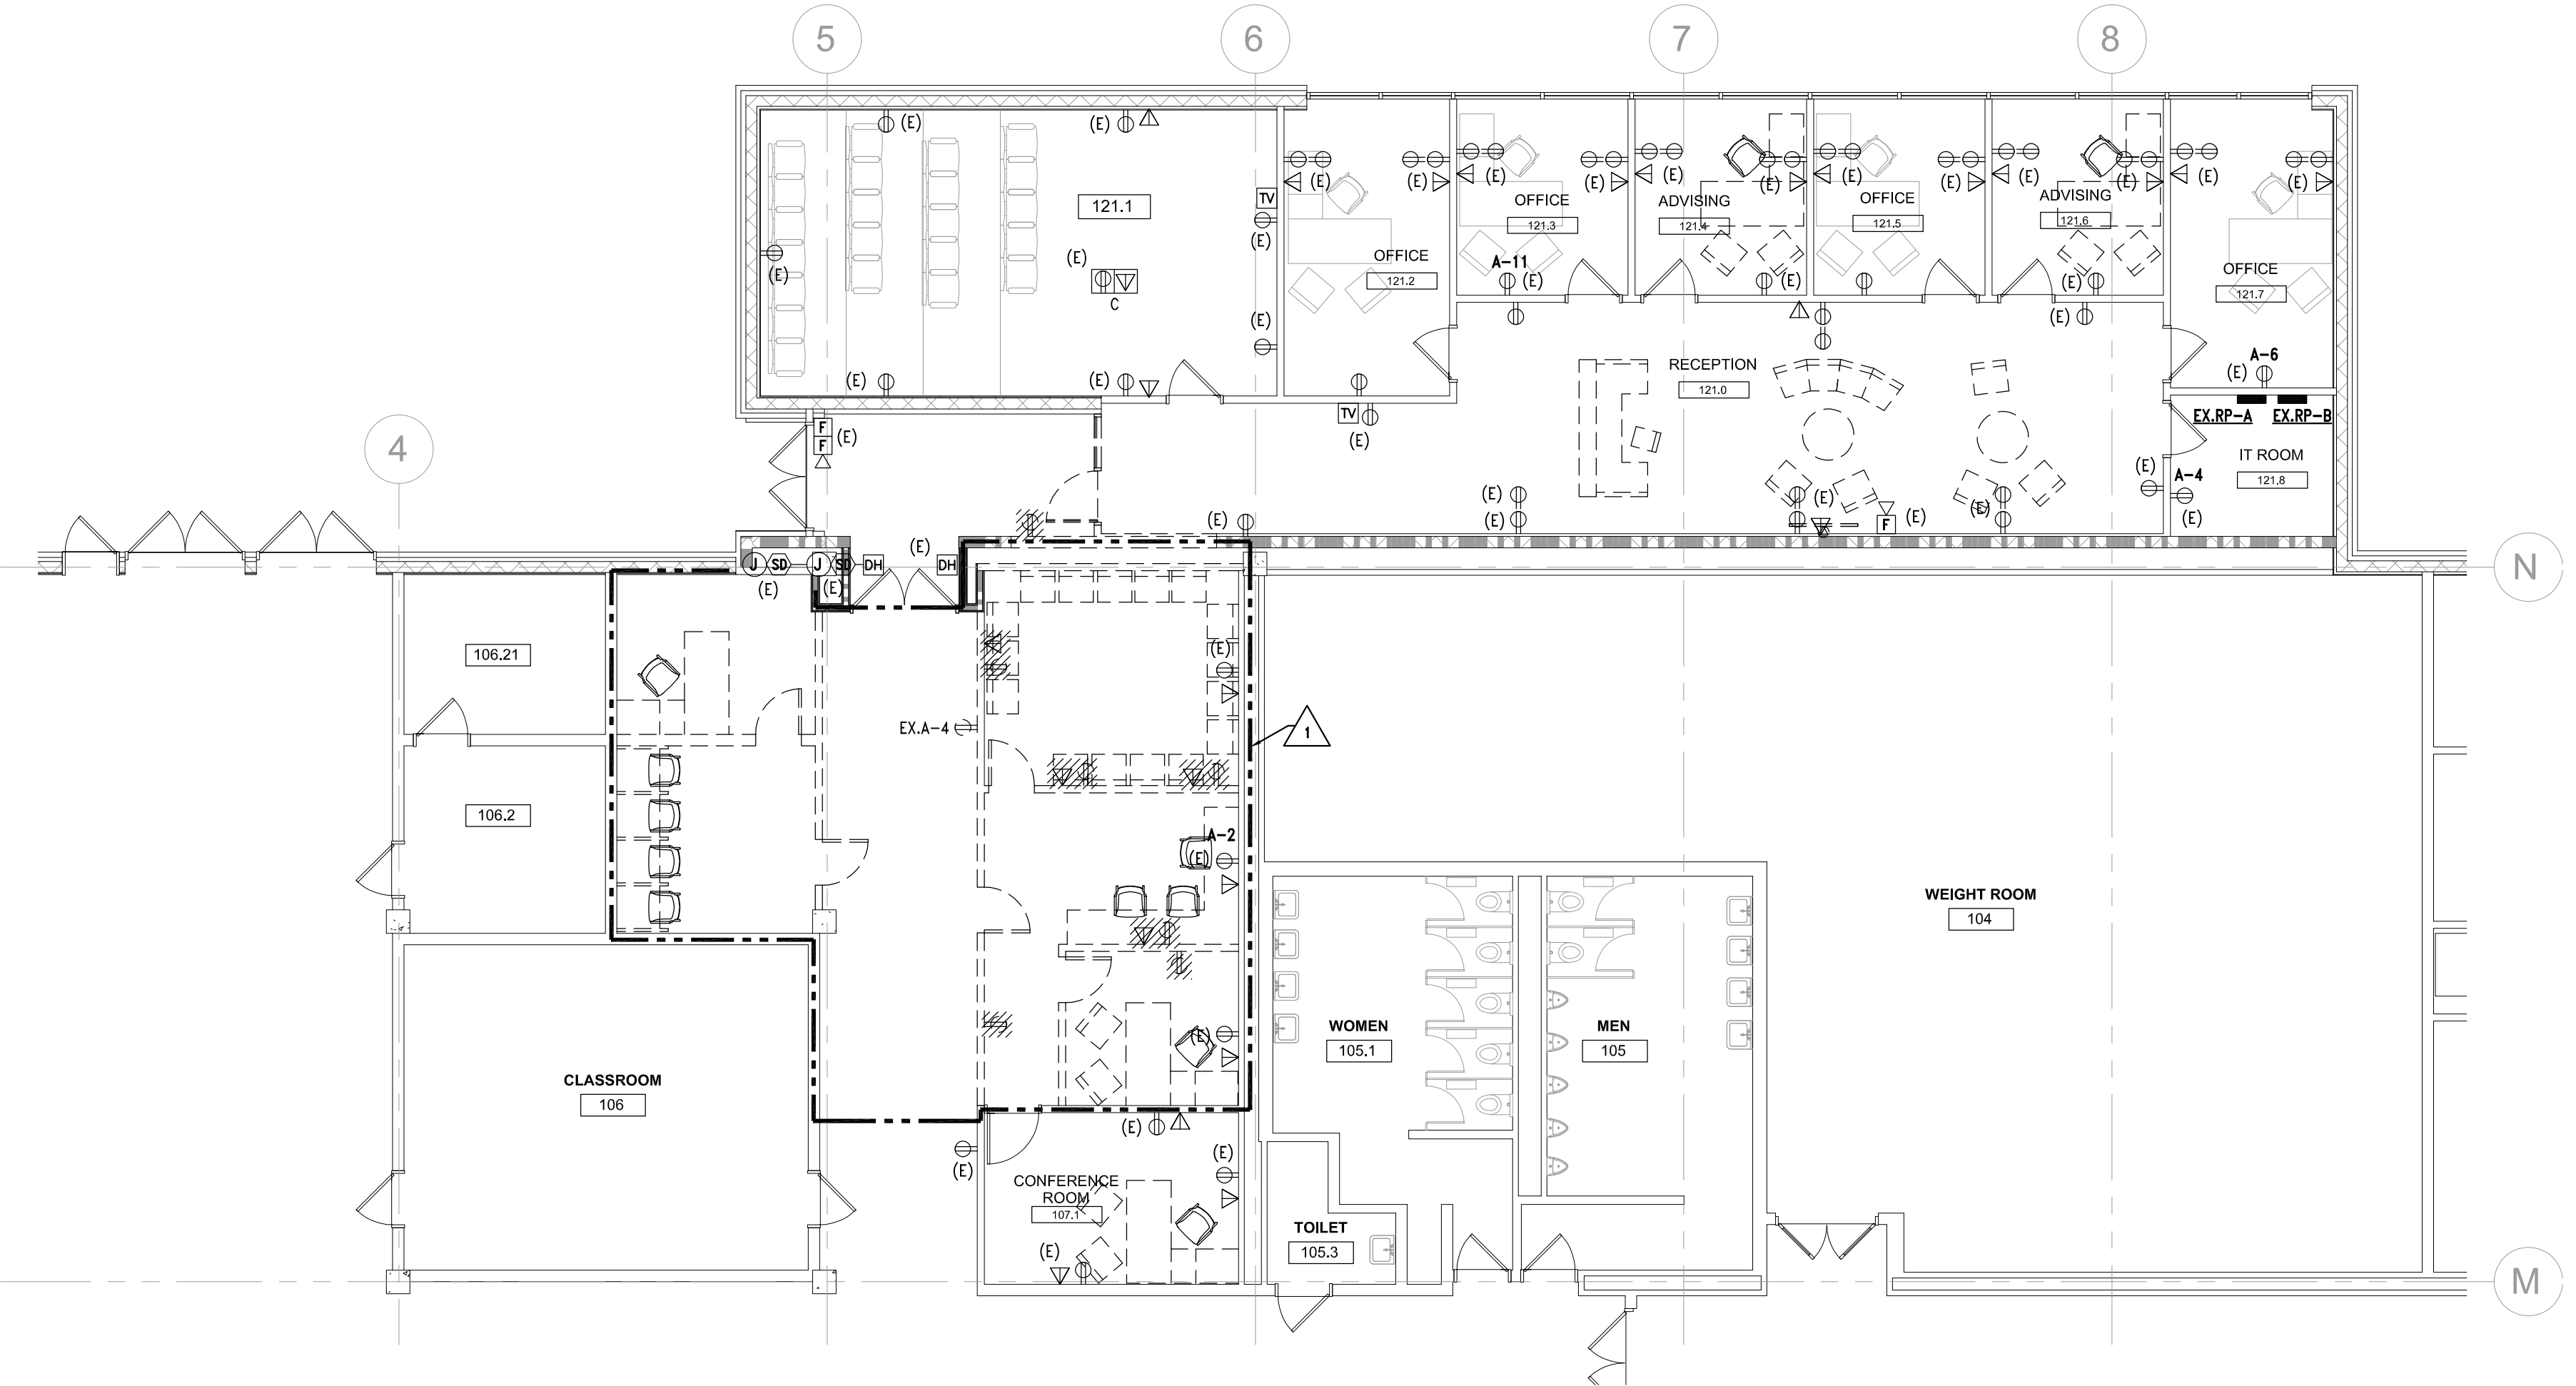 5
6
7
8
(E)
(E)
121.1
(E)
(E)
C
TV
(E)
(E)
(E)
(E)
(E)
(E)
OFFICE
121.2
(E)
OFFICE
121.3
A-11
(E)
(E)
ADVISING
121.4
(E)
(E)
(E)
OFFICE
121.5
(E)
(E)
ADVISING
121.6
(E)
(E)
(E)
OFFICE
121.7
(E)
(E)
A-6
(E)
(E)
RECEPTION
121.0
TV
(E)
(E)
EX.RP-A
EX.RP-B
IT ROOM
121.8
(E)
A-4
(E)
4
F
F
(E)
(E)
(E)
(E)
(E)
F
(E)
(E)
N
J
SD
J
SD
DH
(E)
DH
(E)
(E)
106.21
(E)
EX.A-4
1
106.2
A-2
(E)
WEIGHT ROOM
104
(E)
WOMEN
105.1
MEN
105
CLASSROOM
106
(E)
(E)
(E)
CONFERENCE
ROOM
107.1
(E)
TOILET
105.3
M